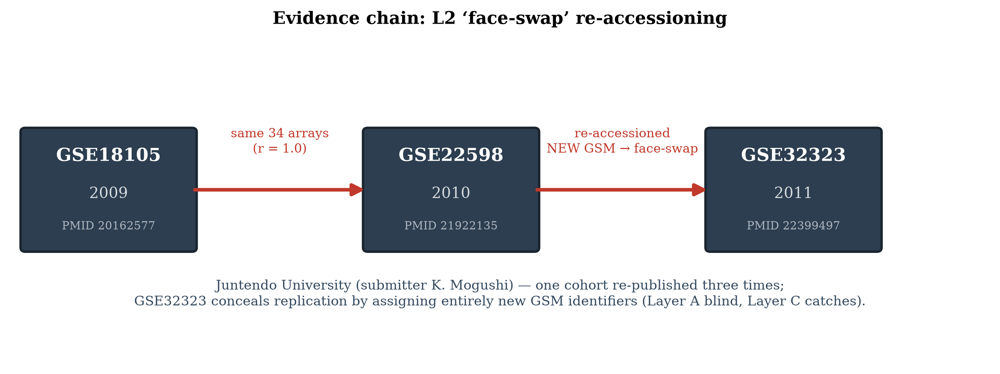 Evidence chain: L2 ‘face-swap’ re-accessioning
same 34 arrays
(r = 1.0)
re-accessioned
NEW GSM → face-swap
GSE18105
GSE22598
GSE32323
2009
2010
2011
PMID 20162577
PMID 21922135
PMID 22399497
Juntendo University (submitter K. Mogushi) — one cohort re-published three times;
GSE32323 conceals replication by assigning entirely new GSM identifiers (Layer A blind, Layer C catches).